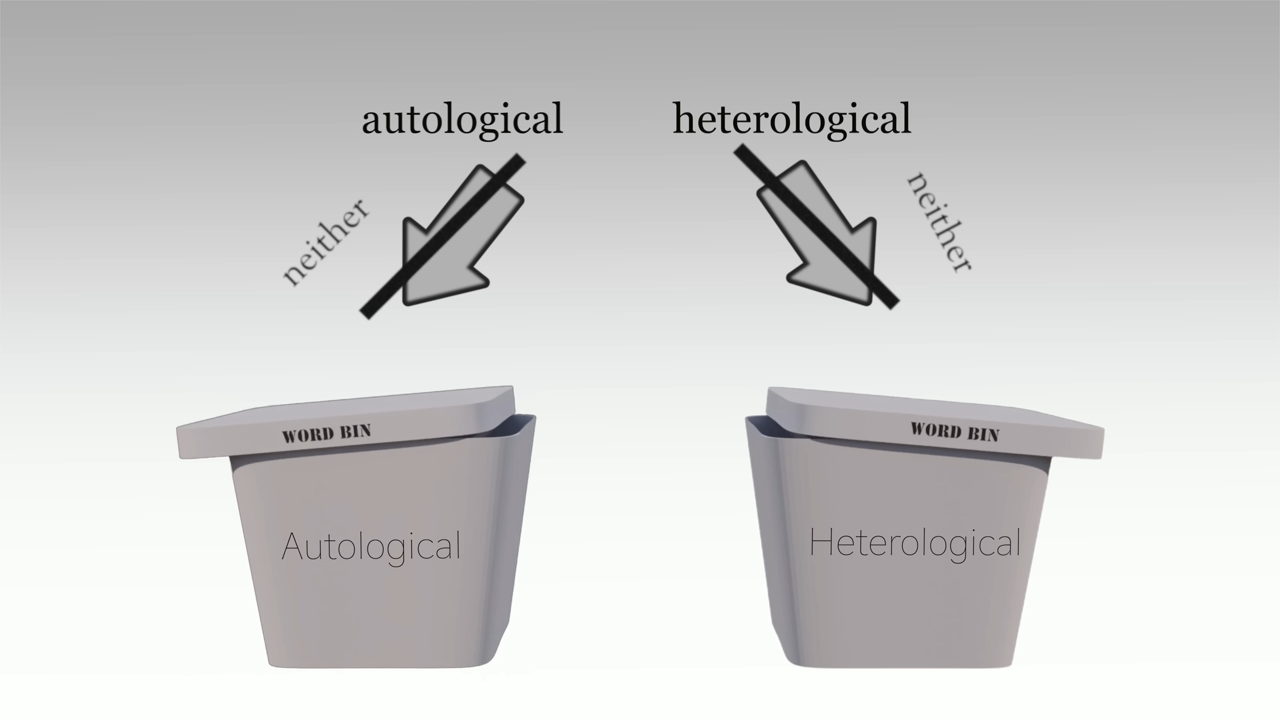 autological
heterological
neither
neither
WORD BIN
WORD BIN
Autological
Heterological